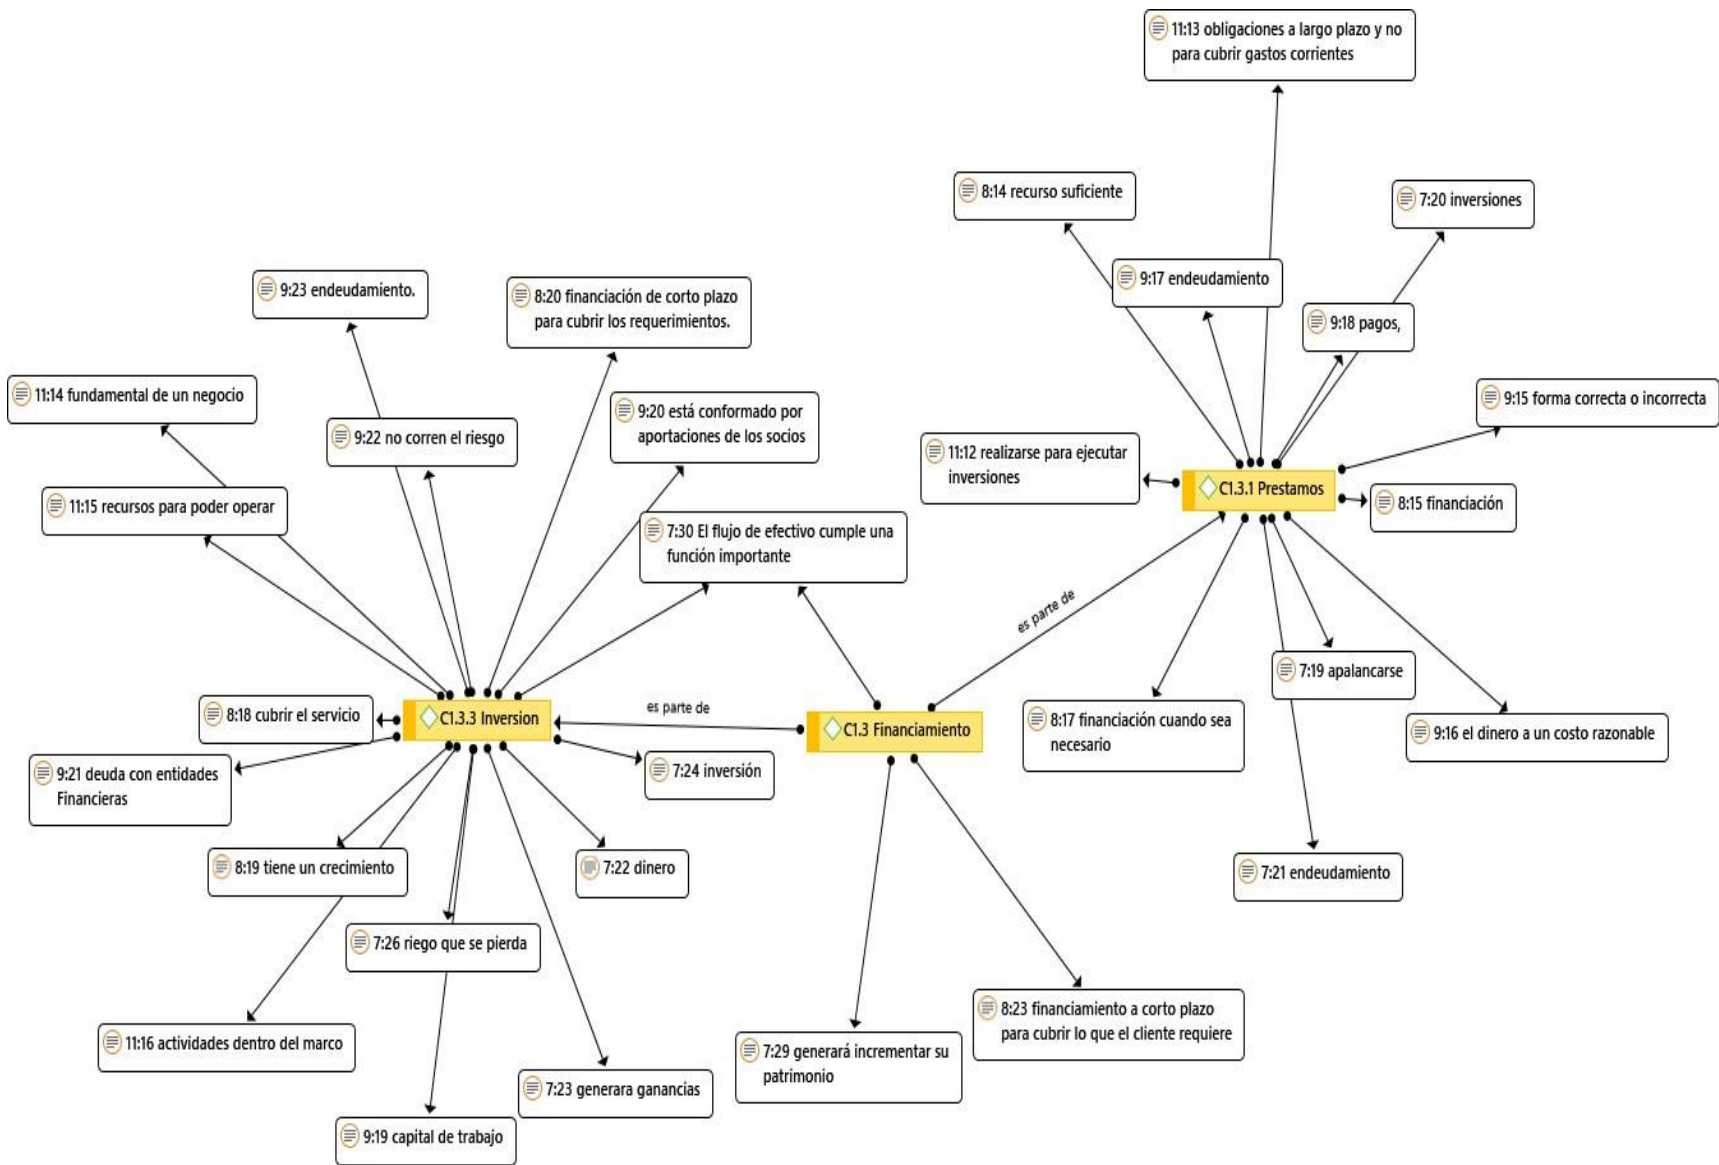 11:13 obligaciones a largo plazo y no
para cubrir gastos corrientes
8:14 recurso suficiente
7:20 inversiones
9:17 endeudamiento
9:18 pagos,
9:23 endeudamiento.
8:20 financiación de corto plazo
para cubrir los requerimientos.
11:14 fundamental de un negocio
9:22 no corren el riesgo
9:20 está conformado por
aportaciones de los socios
11:12 realizarse para ejecutar
inversiones
9:15 forma correcta o incorrecta
C1.3.1 Prestamos
8:15 financiación
11:15 recursos para poder operar
7:30 El flujo de efectivo cumple una
función importante
es parte de
8:18 cubrir el servicio
C1.3.3 Inversion
es parte de
C1.3 Financiamiento
7:19 apalancarse
8:17 financiación cuando sea
necesario
9:16 el dinero a un costo razonable
9:21 deuda con entidades
Financieras
7:24 inversión
8:19 tiene un crecimiento
7:22 dinero
7:21 endeudamiento
7:26 riego que se pierda
11:16 actividades dentro del marco
8:23 financiamiento a corto plazo
para cubrir lo que el cliente requiere
7:29 generará incrementar su
patrimonio
7:23 generara ganancias
9:19 capital de trabajo